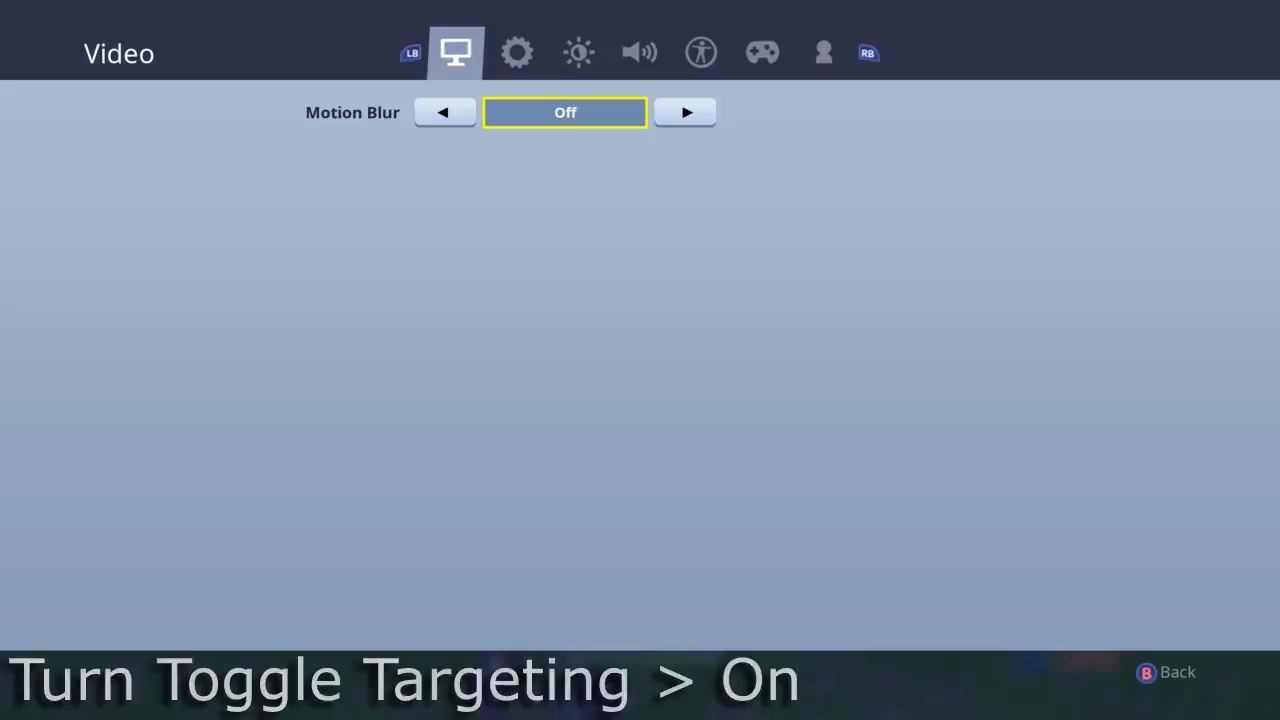 Video
LB
RB
Motion Blur
Off
Turn Toggle Targeting > On
B Back